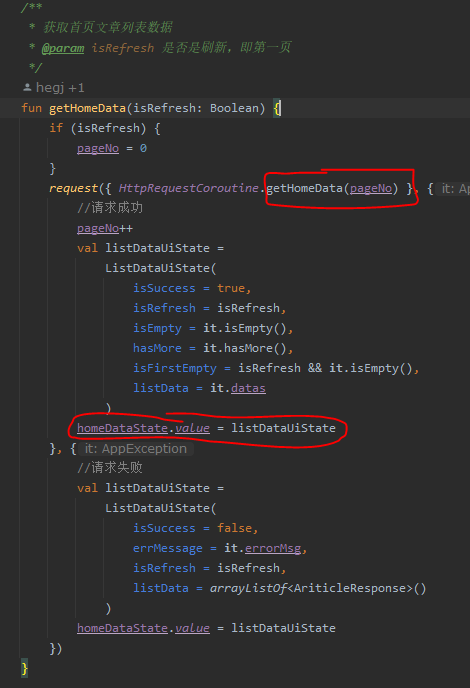 /**
 * 获取首页文章列表数据
 * @param isRefresh 是否是刷新，即第一页
 */
hegj +1
fun getHomeData(isRefresh: Boolean) {
    if (isRefresh) {
        pageNo = 0
    }
    request({ HttpRequestCoroutine.getHomeData(pageNo) }, { it: Ap
        //请求成功
        pageNo++
        val listDataUiState =
            ListDataUiState(
                isSuccess = true,
                isRefresh = isRefresh,
                isEmpty = it.isEmpty(),
                hasMore = it.hasMore(),
                isFirstEmpty = isRefresh && it.isEmpty(),
                listData = it.datas
            )
        homeDataState.value = listDataUiState
    }, { it: AppException
        //请求失败
        val listDataUiState =
            ListDataUiState(
                isSuccess = false,
                errMessage = it.errorMsg,
                isRefresh = isRefresh,
                listData = arrayListOf<AriticleResponse>()
            )
        homeDataState.value = listDataUiState
    })
}